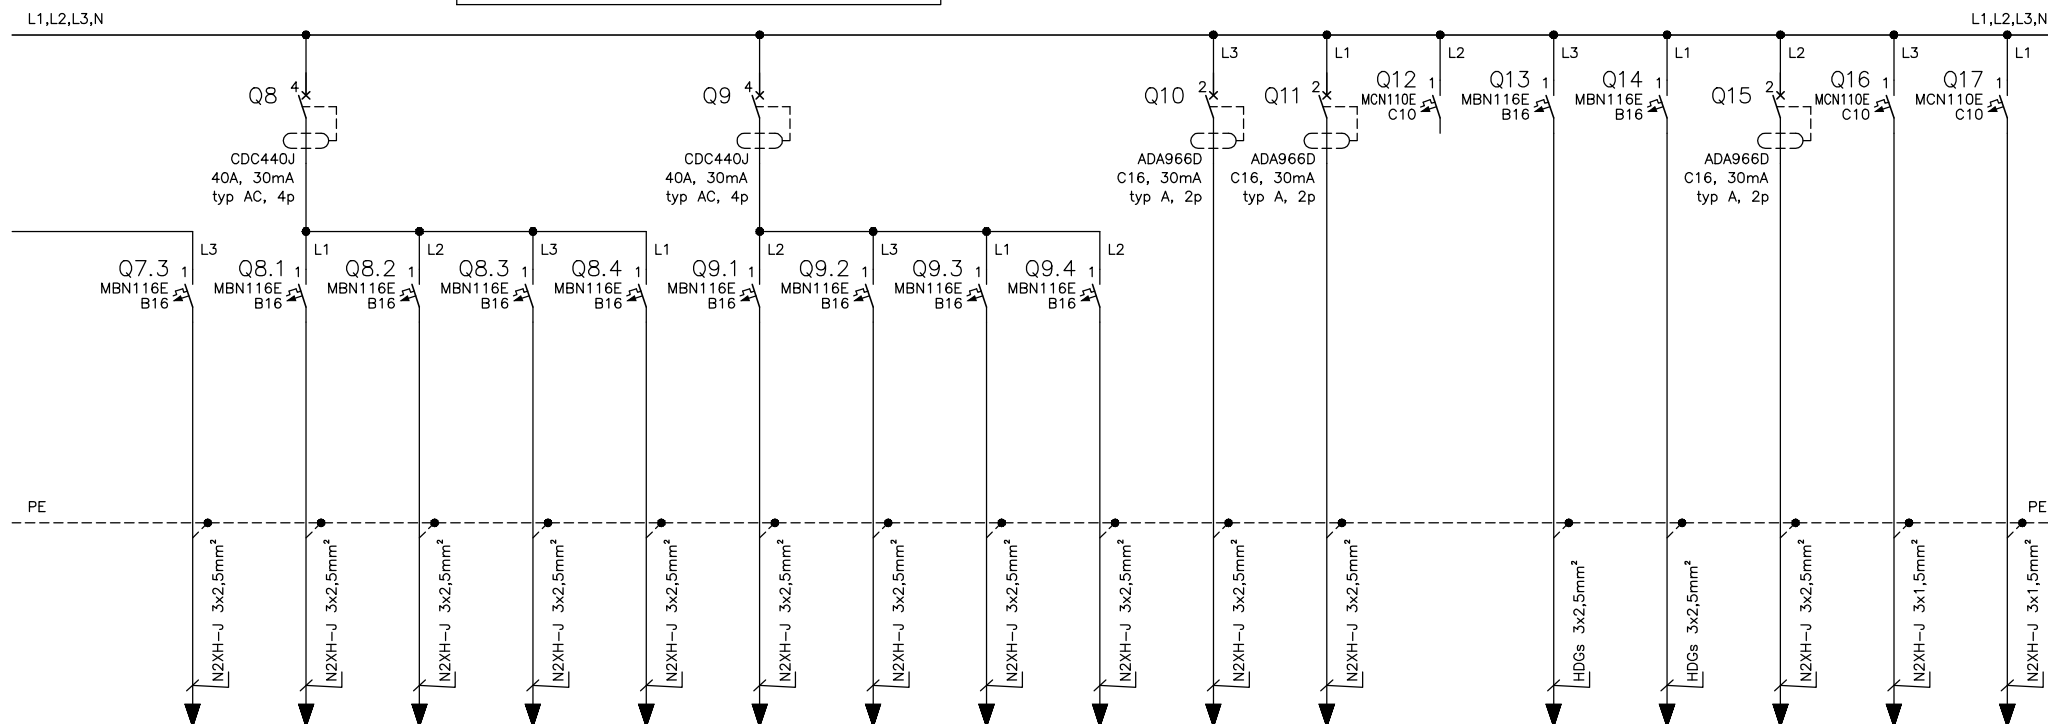 L1,L2,L3,N
L1,L2,L3,N
L3
L1
L2
L3
L1
L2
L3
L1
Q8
4
Q9
4
Q10
2
Q11
2
Q12
1
MCN110E
C10
Q13
1
MBN116E
B16
Q14
1
MBN116E
B16
Q15
2
Q16
1
MCN110E
C10
Q17
1
MCN110E
C10
CDC440J
40A, 30mA
typ AC, 4p
CDC440J
40A, 30mA
typ AC, 4p
ADA966D
C16, 30mA
typ A, 2p
ADA966D
C16, 30mA
typ A, 2p
ADA966D
C16, 30mA
typ A, 2p
L3
L1
L2
L3
L1
L2
L3
L1
L2
Q7.3
1
MBN116E
B16
Q8.1
1
MBN116E
B16
Q8.2
1
MBN116E
B16
Q8.3
1
MBN116E
B16
Q8.4
1
MBN116E
B16
Q9.1
1
MBN116E
B16
Q9.2
1
MBN116E
B16
Q9.3
1
MBN116E
B16
Q9.4
1
MBN116E
B16
PE
PE
N2XH-J 3x2,5mm²
N2XH-J 3x2,5mm²
N2XH-J 3x2,5mm²
N2XH-J 3x2,5mm²
N2XH-J 3x2,5mm²
N2XH-J 3x2,5mm²
N2XH-J 3x2,5mm²
N2XH-J 3x2,5mm²
N2XH-J 3x2,5mm²
N2XH-J 3x2,5mm²
N2XH-J 3x2,5mm²
HDGs 3x2,5mm²
HDGs 3x2,5mm²
N2XH-J 3x2,5mm²
N2XH-J 3x1,5mm²
N2XH-J 3x1,5mm²